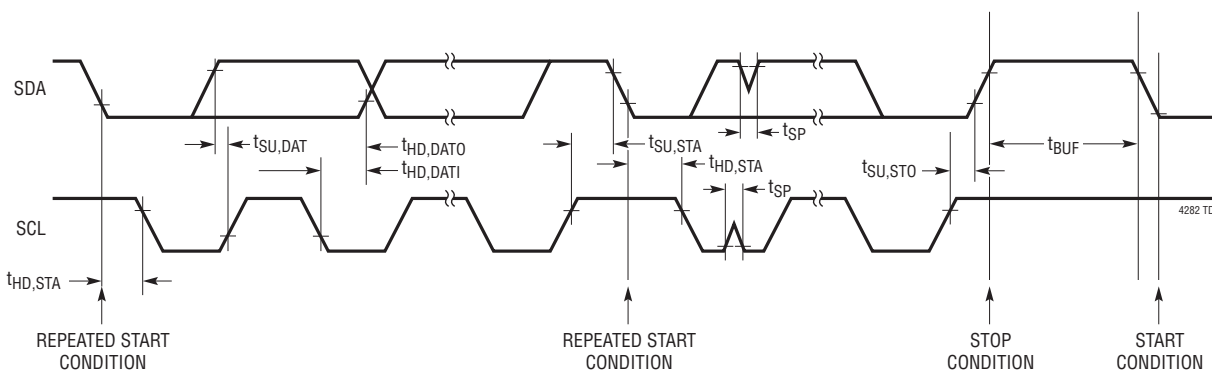 SDA
tSU,DAT
tHD,DATO
tHD,DATI
tSU,STA
tHD,STA
tSP
tSP
tSU,STO
tBUF
SCL
4282 TD
tHD,STA
REPEATED START
CONDITION
REPEATED START
CONDITION
STOP
CONDITION
START
CONDITION